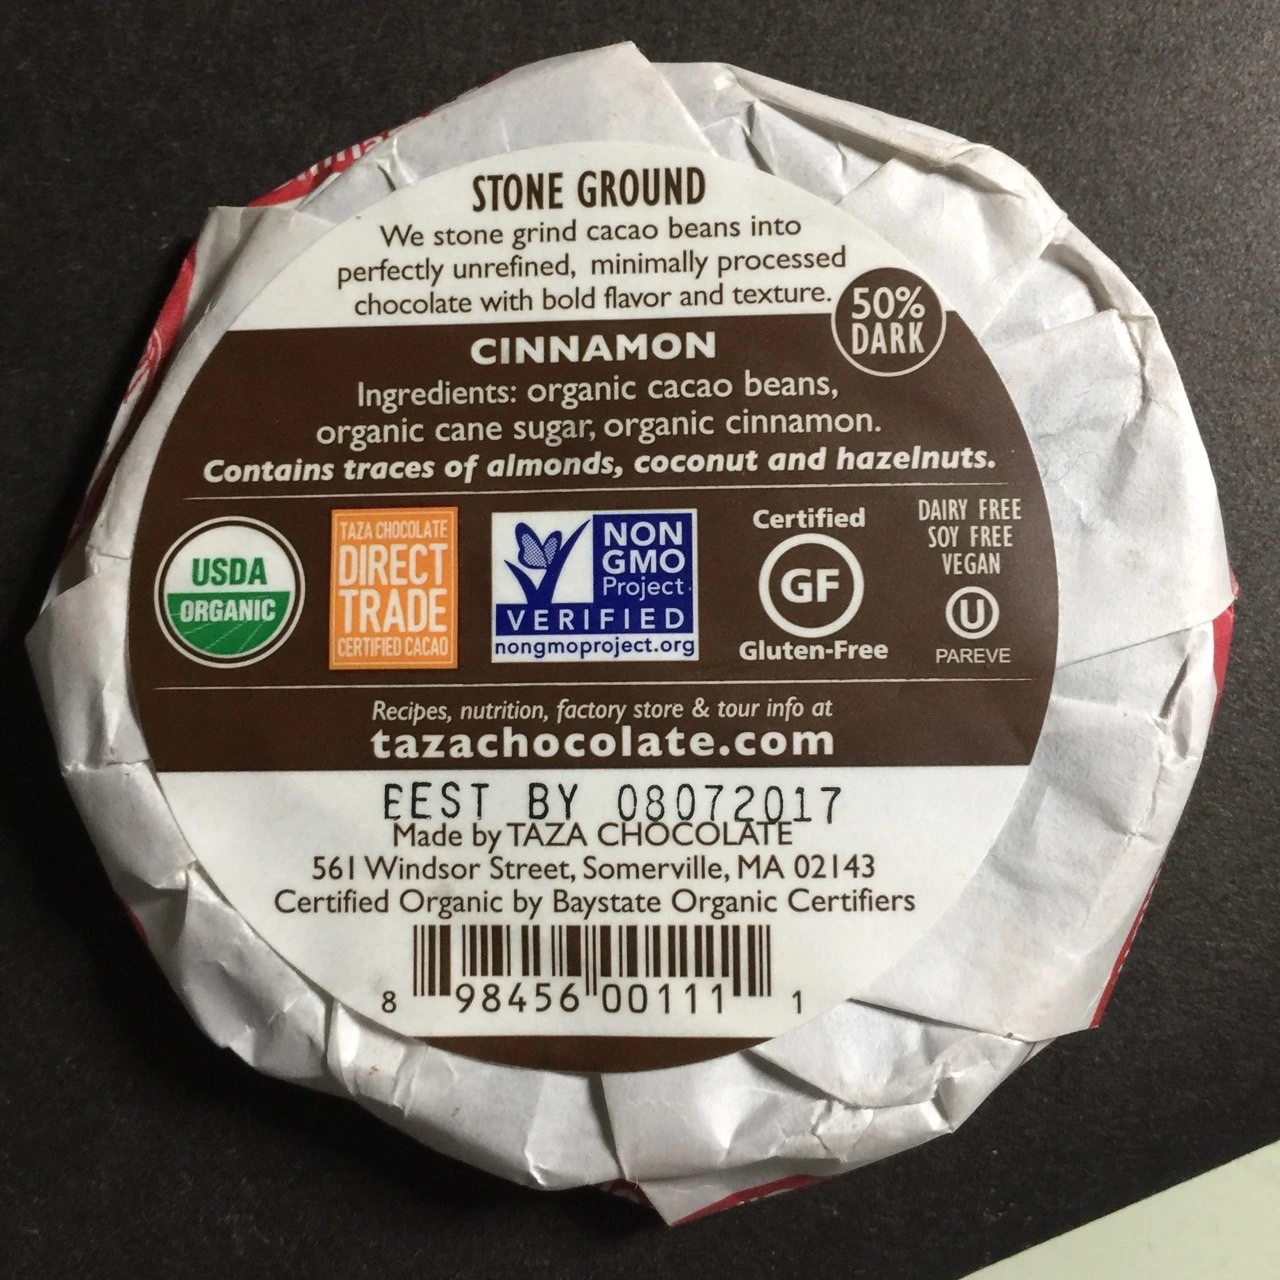 STONE GROUND
We stone grind cacao beans into
perfectly unrefined, minimally processed
chocolate with bold flavor and texture.
50%
DARK
CINNAMON
Ingredients: organic cacao beans,
organic cane sugar, organic cinnamon.
Contains traces of almonds, coconut and hazelnuts.
USDA
ORGANIC
TAZA CHOCOLATE
DIRECT
TRADE
CERTIFIED CACAO
NON
GMO
Project
VERIFIED
nongmoproject.org
Certified
GF
Gluten-Free
DAIRY FREE
SOY FREE
VEGAN
U
PAREVE
Recipes, nutrition, factory store & tour info at
tazachocolate.com
BEST BY 08072017
Made by TAZA CHOCOLATE
561 Windsor Street, Somerville, MA 02143
Certified Organic by Baystate Organic Certifiers
8 98456 00111 1